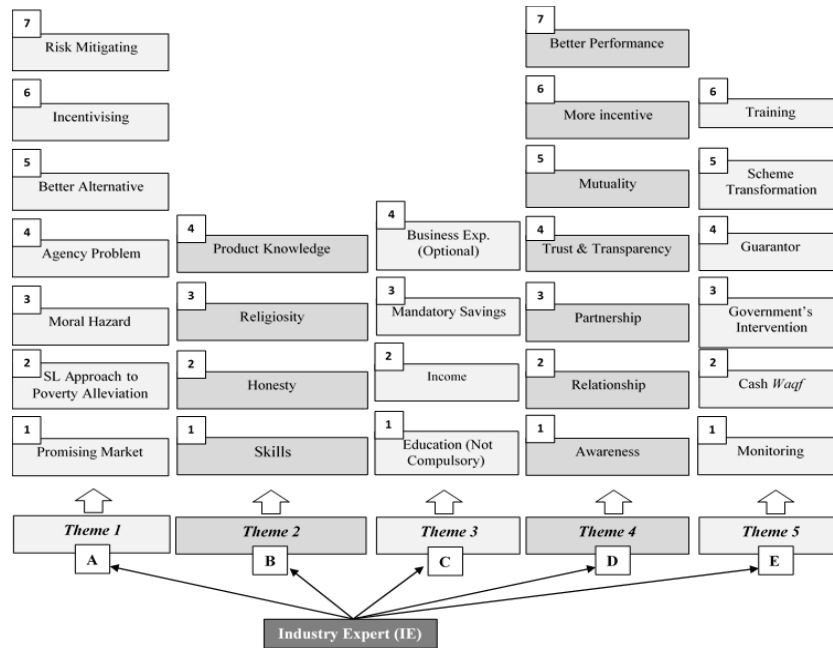 7
Risk Mitigating
6
Incentivising
5
Better Alternative
4
Agency Problem
3
Moral Hazard
2
SL Approach to
Poverty Alleviation
1
Promising Market
Theme 1
A
4
Product Knowledge
3
Religiosity
2
Honesty
1
Skills
Theme 2
B
4
Business Exp.
(Optional)
3
Mandatory Savings
2
Income
1
Education (Not
Compulsory)
Theme 3
C
7
Better Performance
6
More incentive
5
Mutuality
4
Trust & Transparency
3
Partnership
2
Relationship
1
Awareness
Theme 4
D
6
Training
5
Scheme
Transformation
4
Guarantor
3
Government's
Intervention
2
Cash Waqf
1
Monitoring
Theme 5
E
Industry Expert (IE)